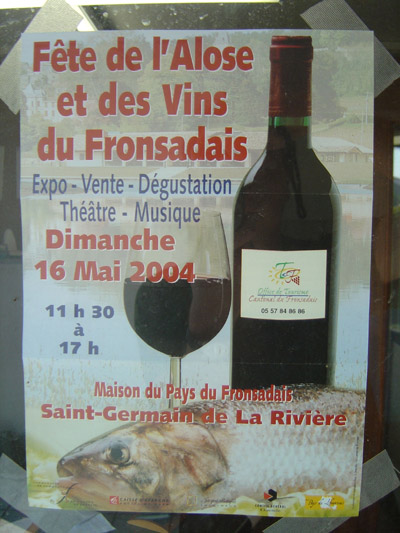 Fête de l'Alose
et des Vins
du Fronsadais
Expo - Vente - Dégustation
Théâtre - Musique
Dimanche
16 Mai 2004
11 h 30
à
17 h
Office de Tourisme
Cantonal du Fronsadais
05 57 84 86 86
Maison du Pays du Fronsadais
Saint-Germain de La Rivière